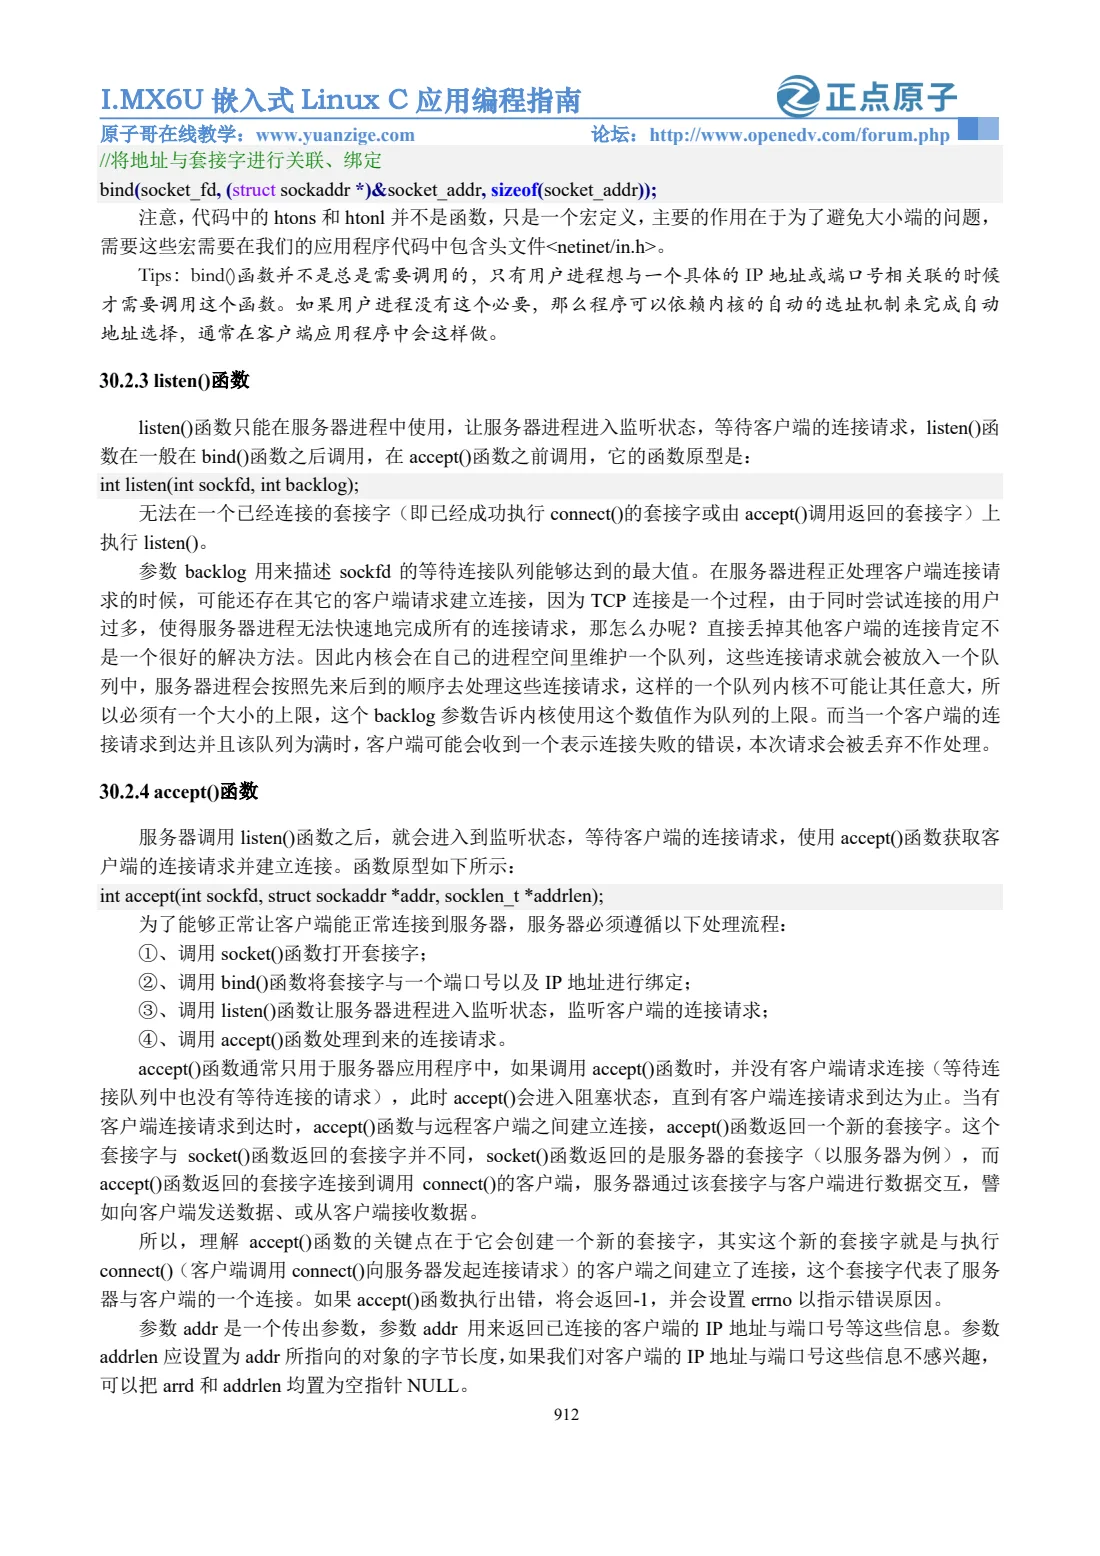 I.MX6U 嵌入式 Linux C 应用编程指南
正点原子
原子哥在线教学：www.yuanzige.com 论坛：http://www.openedv.com/forum.php
//将地址与套接字进行关联、绑定
bind(socket_fd, (struct sockaddr *)&socket_addr, sizeof(socket_addr));
注意，代码中的 htons 和 htonl 并不是函数，只是一个宏定义，主要的作用在于为了避免大小端的问题，
需要这些宏需要在我们的应用程序代码中包含头文件<netinet/in.h>。
Tips：bind()函数并不是总是需要调用的，只有用户进程想与一个具体的 IP 地址或端口号相关联的时候
才需要调用这个函数。如果用户进程没有这个必要，那么程序可以依赖内核的自动的选址机制来完成自动
地址选择，通常在客户端应用程序中会这样做。
30.2.3 listen()函数
listen()函数只能在服务器进程中使用，让服务器进程进入监听状态，等待客户端的连接请求，listen()函
数在一般在 bind()函数之后调用，在 accept()函数之前调用，它的函数原型是：
int listen(int sockfd, int backlog);
无法在一个已经连接的套接字（即已经成功执行 connect()的套接字或由 accept()调用返回的套接字）上
执行 listen()。
参数 backlog 用来描述 sockfd 的等待连接队列能够达到的最大值。在服务器进程正处理客户端连接请
求的时候，可能还存在其它的客户端请求建立连接，因为 TCP 连接是一个过程，由于同时尝试连接的用户
过多，使得服务器进程无法快速地完成所有的连接请求，那怎么办呢？直接丢掉其他客户端的连接肯定不
是一个很好的解决方法。因此内核会在自己的进程空间里维护一个队列，这些连接请求就会被放入一个队
列中，服务器进程会按照先来后到的顺序去处理这些连接请求，这样的一个队列内核不可能让其任意大，所
以必须有一个大小的上限，这个 backlog 参数告诉内核使用这个数值作为队列的上限。而当一个客户端的连
接请求到达并且该队列为满时，客户端可能会收到一个表示连接失败的错误，本次请求会被丢弃不作处理。
30.2.4 accept()函数
服务器调用 listen()函数之后，就会进入到监听状态，等待客户端的连接请求，使用 accept()函数获取客
户端的连接请求并建立连接。函数原型如下所示：
int accept(int sockfd, struct sockaddr *addr, socklen_t *addrlen);
为了能够正常让客户端能正常连接到服务器，服务器必须遵循以下处理流程：
①、调用 socket()函数打开套接字；
②、调用 bind()函数将套接字与一个端口号以及 IP 地址进行绑定；
③、调用 listen()函数让服务器进程进入监听状态，监听客户端的连接请求；
④、调用 accept()函数处理到来的连接请求。
accept()函数通常只用于服务器应用程序中，如果调用 accept()函数时，并没有客户端请求连接（等待连
接队列中也没有等待连接的请求），此时 accept()会进入阻塞状态，直到有客户端连接请求到达为止。当有
客户端连接请求到达时，accept()函数与远程客户端之间建立连接，accept()函数返回一个新的套接字。这个
套接字与 socket()函数返回的套接字并不同，socket()函数返回的是服务器的套接字（以服务器为例），而
accept()函数返回的套接字连接到调用 connect()的客户端，服务器通过该套接字与客户端进行数据交互，譬
如向客户端发送数据、或从客户端接收数据。
所以，理解 accept()函数的关键点在于它会创建一个新的套接字，其实这个新的套接字就是与执行
connect()（客户端调用 connect()向服务器发起连接请求）的客户端之间建立了连接，这个套接字代表了服务
器与客户端的一个连接。如果 accept()函数执行出错，将会返回-1，并会设置 errno 以指示错误原因。
参数 addr 是一个传出参数，参数 addr 用来返回已连接的客户端的 IP 地址与端口号等这些信息。参数
addrlen 应设置为 addr 所指向的对象的字节长度，如果我们对客户端的 IP 地址与端口号这些信息不感兴趣，
可以把 arrd 和 addrlen 均置为空指针 NULL。
912